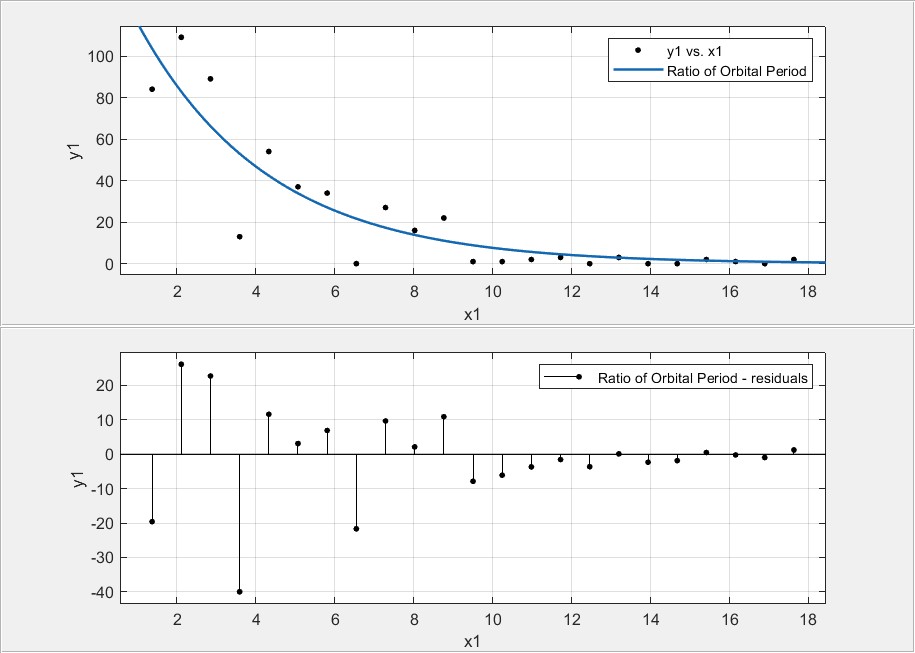 100
80
60
40
20
0
y1
y1 vs. x1
Ratio of Orbital Period
2 4 6 8 10 12 14 16 18
x1
20
10
0
-10
-20
-30
-40
y1
Ratio of Orbital Period - residuals
2 4 6 8 10 12 14 16 18
x1